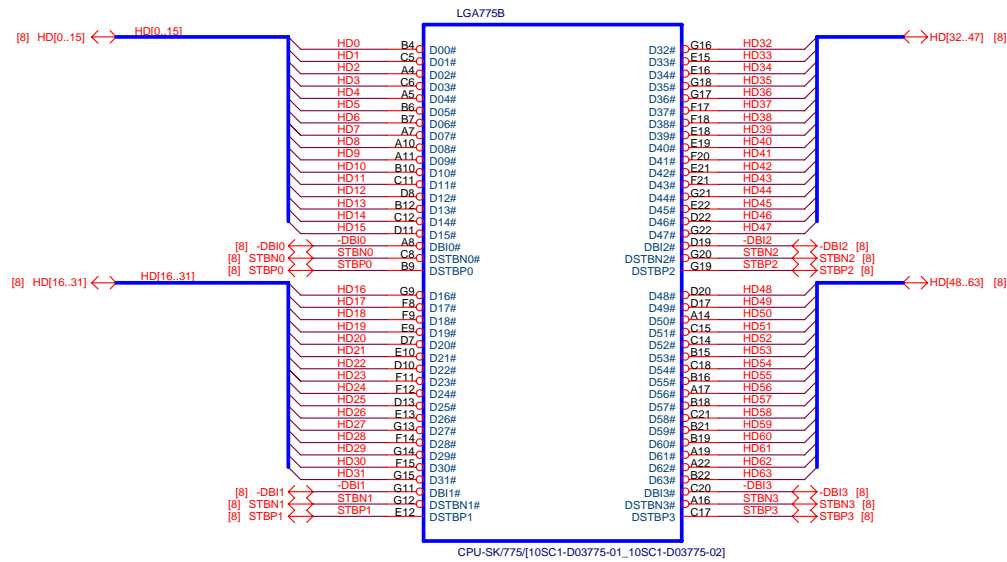 LGA775B
[8] HD[0..15] HD[0..15] HD[32..47] [8]
HD0 B4 D00# D32# G16 HD32
HD1 C5 D01# D33# E15 HD33
HD2 A4 D02# D34# E16 HD34
HD3 C6 D03# D35# G18 HD35
HD4 A5 D04# D36# G17 HD36
HD5 B6 D05# D37# F17 HD37
HD6 B7 D06# D38# F18 HD38
HD7 A7 D07# D39# E18 HD39
HD8 A10 D08# D40# E19 HD40
HD9 A11 D09# D41# F20 HD41
HD10 B10 D10# D42# E21 HD42
HD11 C11 D11# D43# F21 HD43
HD12 D8 D12# D44# G21 HD44
HD13 B12 D13# D45# E22 HD45
HD14 C12 D14# D46# D22 HD46
HD15 D11 D15# D47# G22 HD47
[8] -DBI0 -DBI0 A8 DBI0# DBI2# D19 -DBI2 -DBI2 [8]
[8] STBN0 STBN0 C8 DSTBN0# DSTBN2# G20 STBN2 STBN2 [8]
[8] STBP0 STBP0 B9 DSTBP0 DSTBP2 G19 STBP2 STBP2 [8]
[8] HD[16..31] HD[16..31] HD[48..63] [8]
HD16 G9 D16# D48# D20 HD48
HD17 F8 D17# D49# D17 HD49
HD18 F9 D18# D50# A14 HD50
HD19 E9 D19# D51# C15 HD51
HD20 D7 D20# D52# C14 HD52
HD21 E10 D21# D53# B15 HD53
HD22 D10 D22# D54# C18 HD54
HD23 F11 D23# D55# B16 HD55
HD24 F12 D24# D56# A17 HD56
HD25 D13 D25# D57# B18 HD57
HD26 E13 D26# D58# C21 HD58
HD27 G13 D27# D59# B21 HD59
HD28 F14 D28# D60# B19 HD60
HD29 G14 D29# D61# A19 HD61
HD30 F15 D30# D62# A22 HD62
HD31 G15 D31# D63# B22 HD63
[8] -DBI1 -DBI1 G11 DBI1# DBI3# C20 -DBI3 -DBI3 [8]
[8] STBN1 STBN1 G12 DSTBN1# DSTBN3# A16 STBN3 STBN3 [8]
[8] STBP1 STBP1 E12 DSTBP1 DSTBP3 C17 STBP3 STBP3 [8]
CPU-SK/775/[10SC1-D03775-01_10SC1-D03775-02]